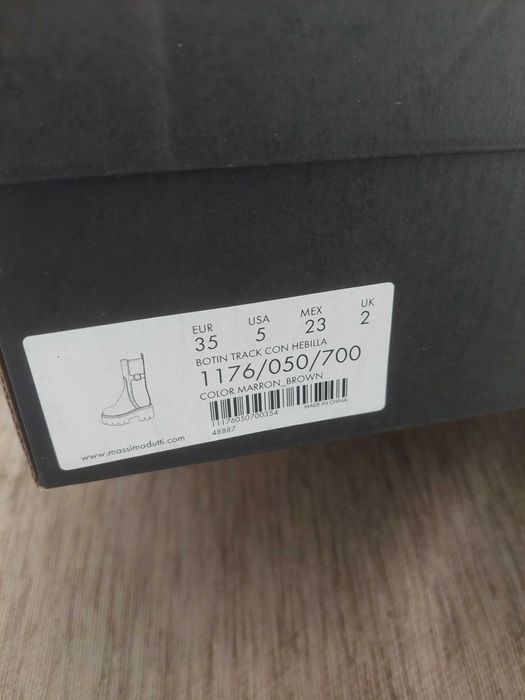 EUR USA MEX UK
35 5 23 2
BOTIN TRACK CON HEBILLA
1176/050/700
COLOR MARRON_BROWN
MADE IN CHINA
11176050700354
48887
www.massimodutti.com